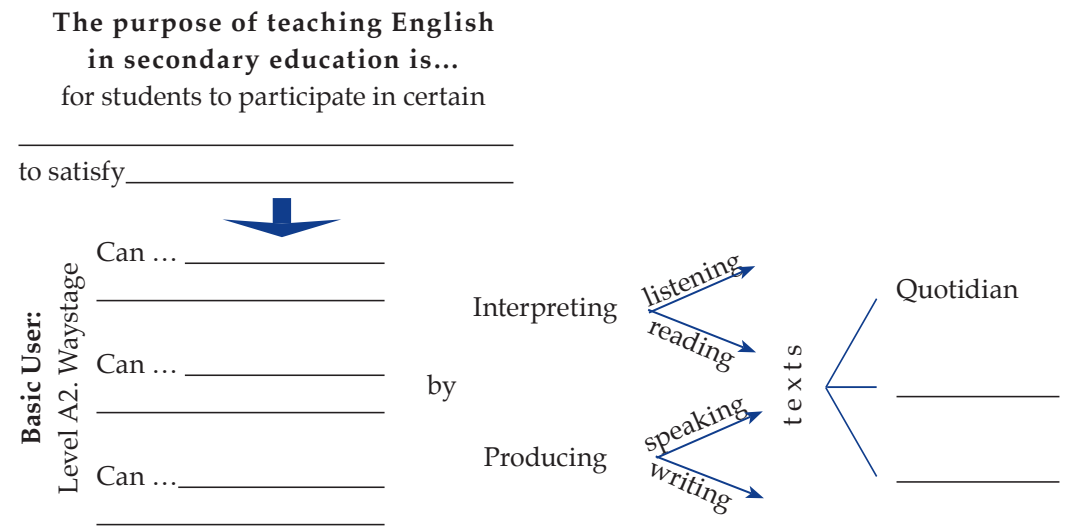 The purpose of teaching English
in secondary education is…
for students to participate in certain
to satisfy
Basic User:
Level A2. Waystage
Can …
Can …
Can …
by
Interpreting
listening
reading
Producing
speaking
writing
texts
Quotidian